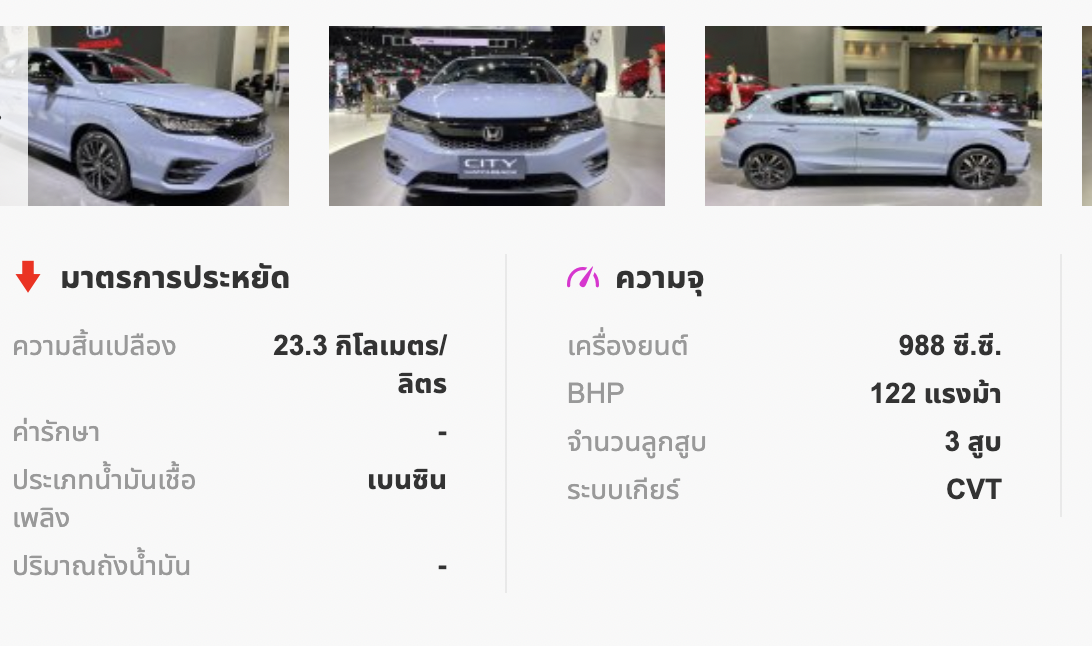 HONDA
CITY
HATCHBACK
มาตรการประหยัด
ความสิ้นเปลือง 23.3 กิโลเมตร/
ลิตร
ค่ารักษา -
ประเภทน้ำมันเชื้อ เบนซิน
เพลิง
ปริมาณถังน้ำมัน -
ความจุ
เครื่องยนต์ 988 ซี.ซี.
BHP 122 แรงม้า
จำนวนลูกสูบ 3 สูบ
ระบบเกียร์ CVT